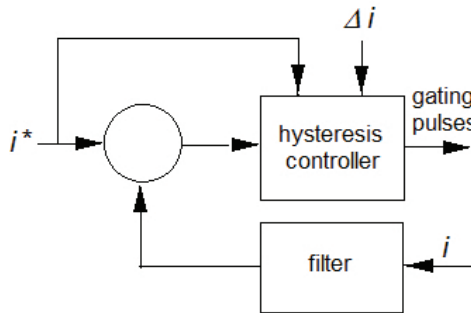 Δi
gating
pulses
i*
hysteresis
controller
i
filter